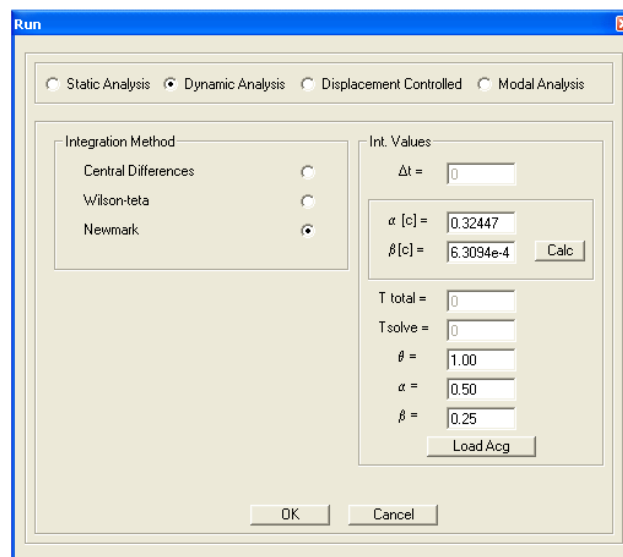 Run
Static Analysis Dynamic Analysis Displacement Controlled Modal Analysis
Integration Method
Central Differences
Wilson-teta
Newmark
Int. Values
Δt = 0
α [c] = 0.32447
β[c] = 6.3094e-4 Calc
T total = 0
Tsolve = 0
θ = 1.00
α = 0.50
β = 0.25
Load Acg
OK Cancel